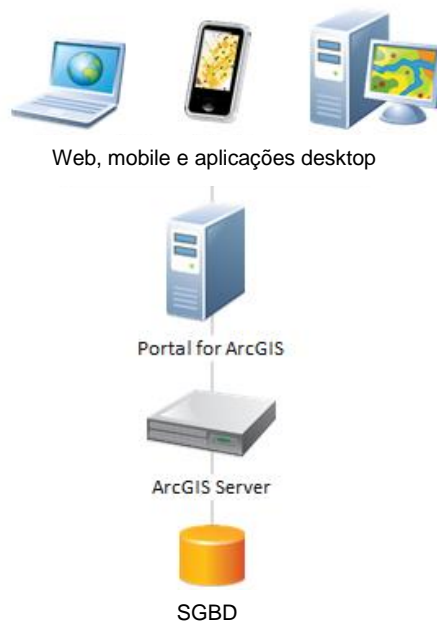 Web, mobile e aplicações desktop
Portal for ArcGIS
ArcGIS Server
SGBD